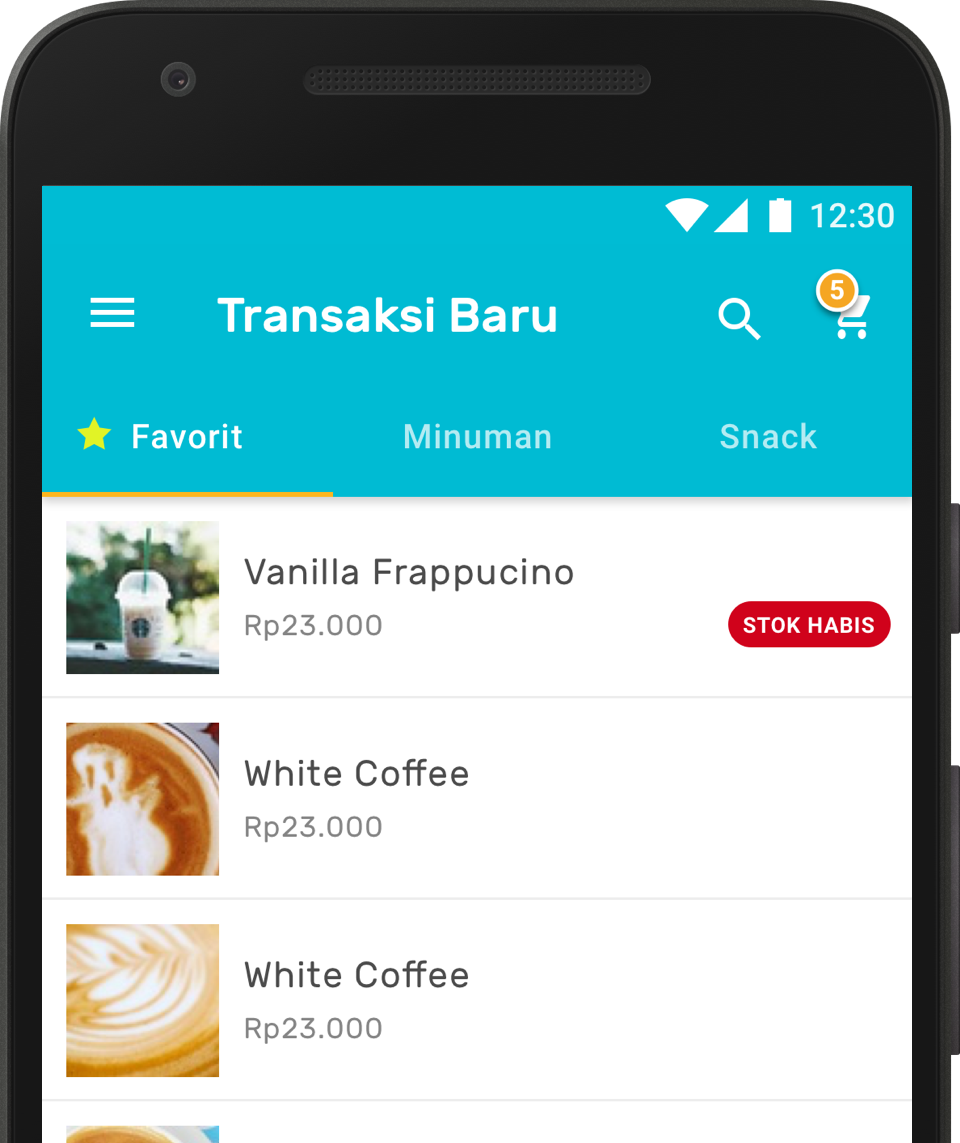 12:30
Transaksi Baru
5
Favorit
Minuman
Snack
Vanilla Frappucino
Rp23.000
STOK HABIS
White Coffee
Rp23.000
White Coffee
Rp23.000